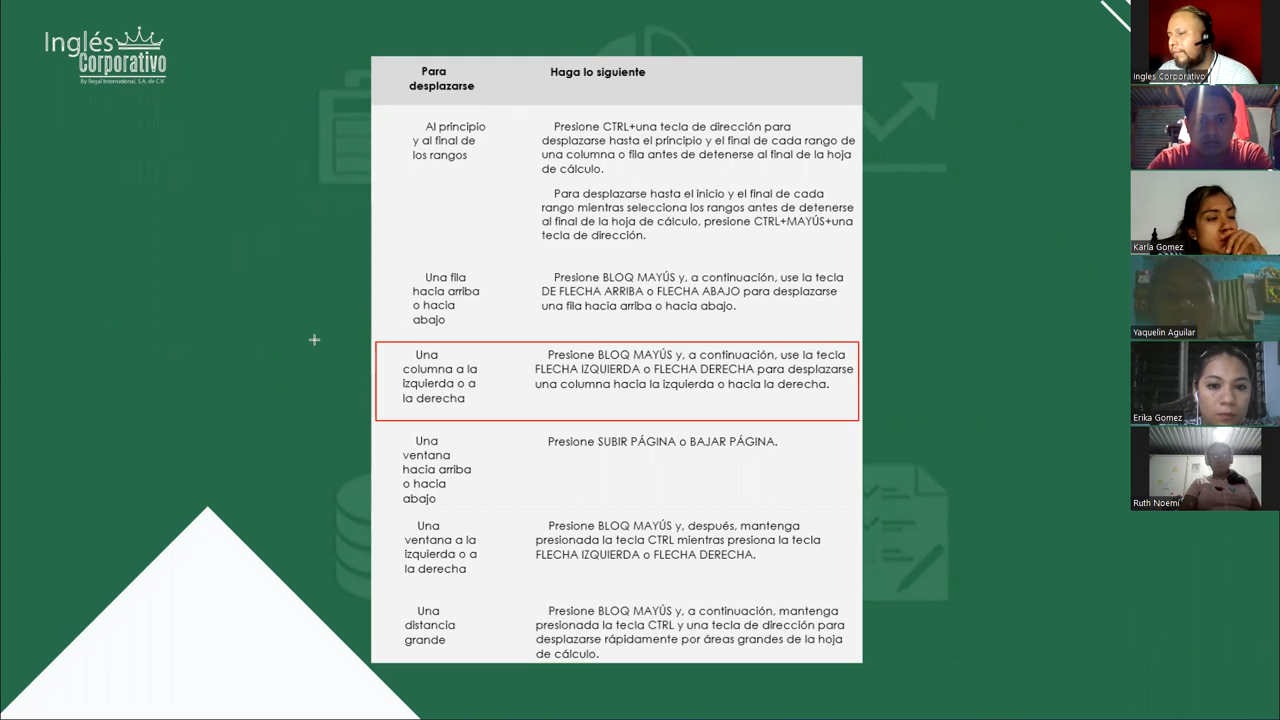 Inglés
Corporativo
By Regal International, S.A. de C.V.
Para
desplazarse
Haga lo siguiente
Al principio
y al final de
los rangos
Presione CTRL+una tecla de dirección para
desplazarse hasta el principio y el final de cada rango de
una columna o fila antes de detenerse al final de la hoja
de cálculo.
Para desplazarse hasta el inicio y el final de cada
rango mientras selecciona los rangos antes de detenerse
al final de la hoja de cálculo, presione CTRL+MAYÚS+una
tecla de dirección.
Una fila
hacia arriba
o hacia
abajo
Presione BLOQ MAYÚS y, a continuación, use la tecla
DE FLECHA ARRIBA o FLECHA ABAJO para desplazarse
una fila hacia arriba o hacia abajo.
Una
columna a la
izquierda o a
la derecha
Presione BLOQ MAYÚS y, a continuación, use la tecla
FLECHA IZQUIERDA o FLECHA DERECHA para desplazarse
una columna hacia la izquierda o hacia la derecha.
Una
ventana
hacia arriba
o hacia
abajo
Presione SUBIR PÁGINA o BAJAR PÁGINA.
Una
ventana a la
izquierda o a
la derecha
Presione BLOQ MAYÚS y, después, mantenga
presionada la tecla CTRL mientras presiona la tecla
FLECHA IZQUIERDA o FLECHA DERECHA.
Una
distancia
grande
Presione BLOQ MAYÚS y, a continuación, mantenga
presionada la tecla CTRL y una tecla de dirección para
desplazarse rápidamente por áreas grandes de la hoja
de cálculo.
Ingles Corporativo
Karla Gomez
Yaquelin Aguilar
Erika Gomez
Ruth Noemí